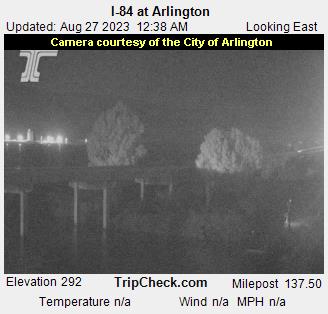 I-84 at Arlington
Updated: Aug 27 2023 12:38 AM Looking East
Camera courtesy of the City of Arlington
Elevation 292 TripCheck.com Milepost 137.50
Temperature n/a Wind n/a MPH n/a